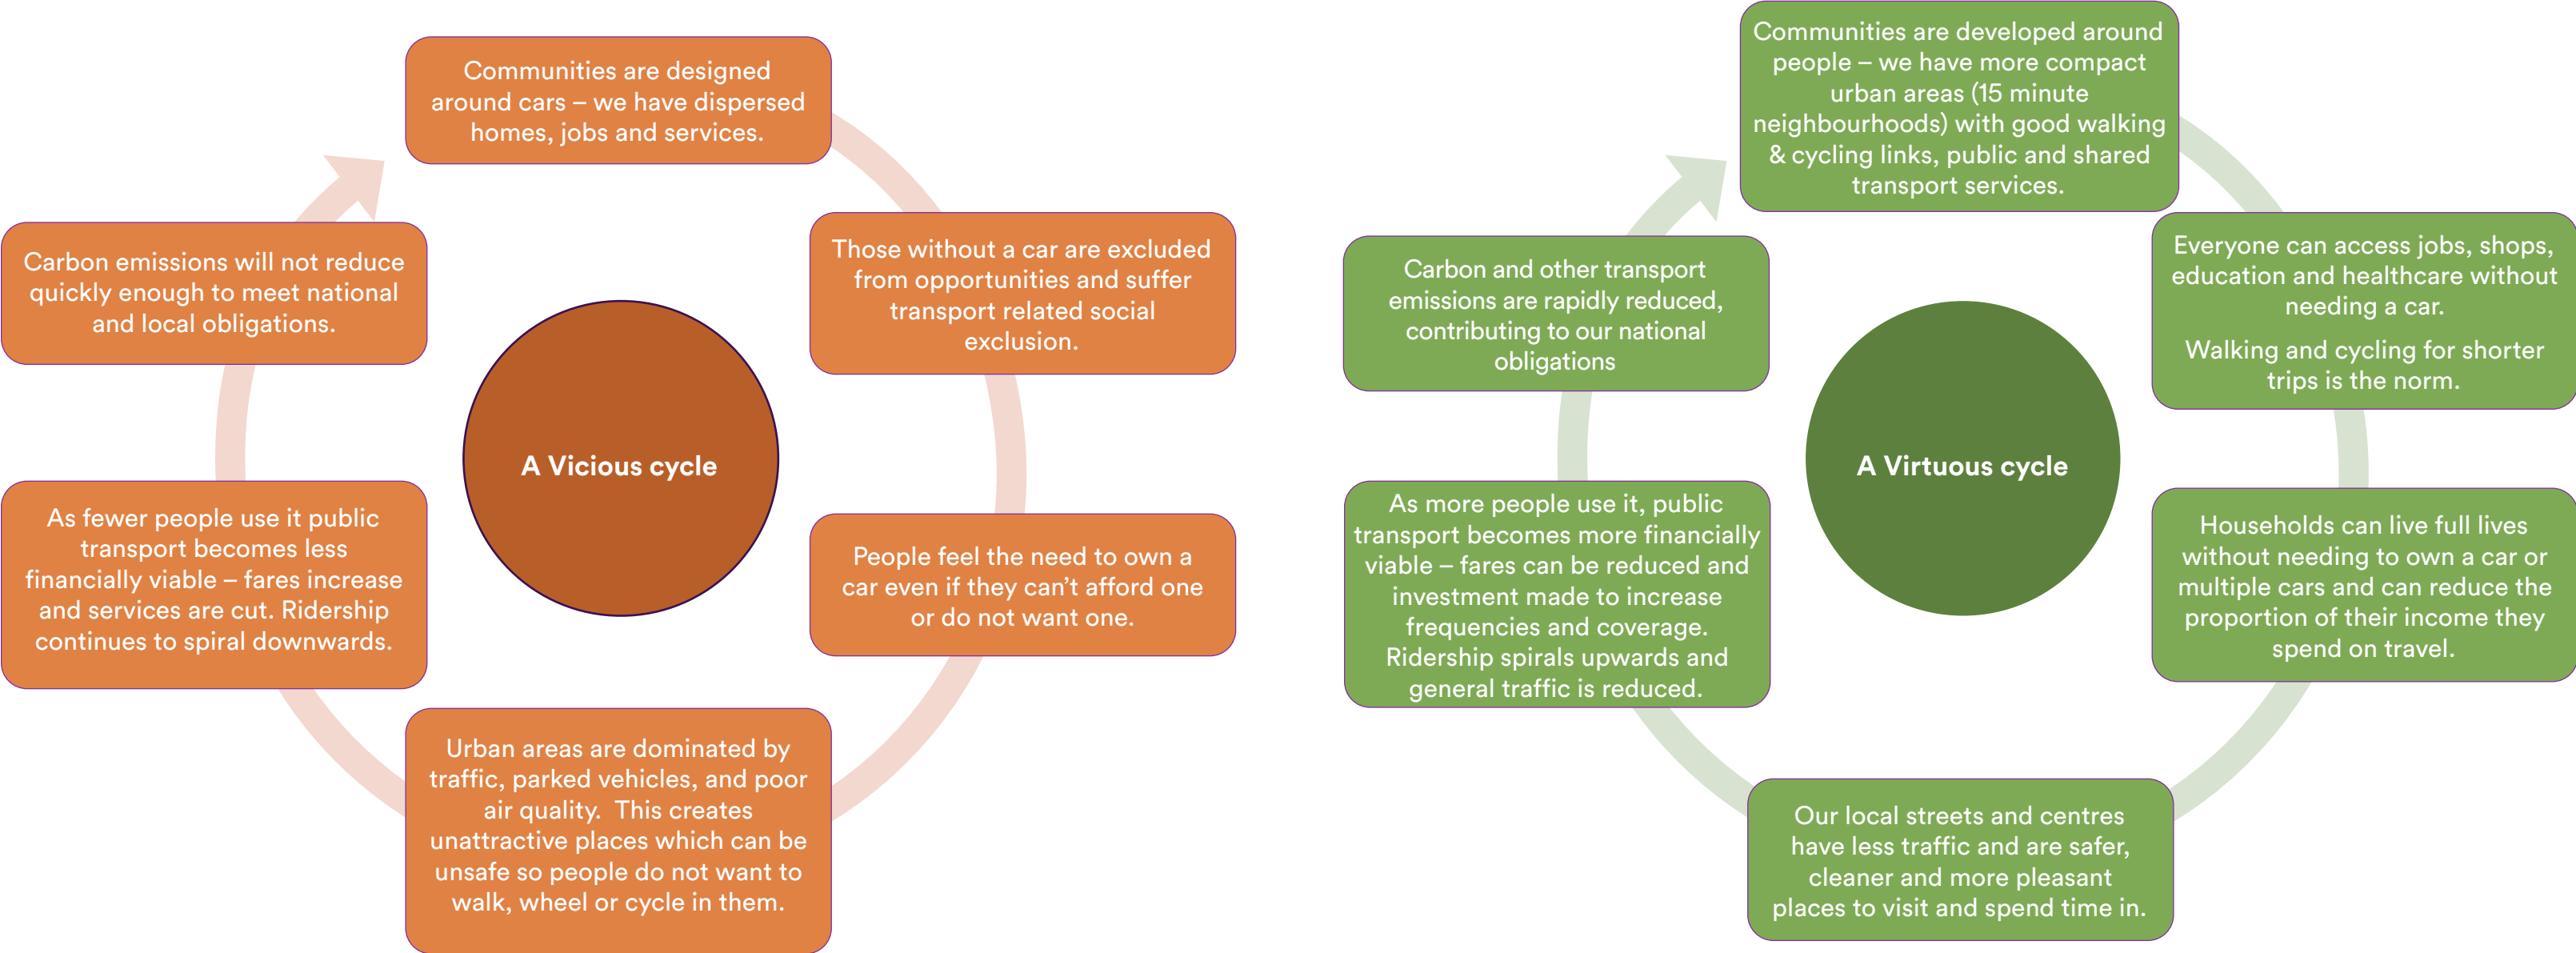 Communities are designed
around cars – we have dispersed
homes, jobs and services.
Those without a car are excluded
from opportunities and suffer
transport related social
exclusion.
People feel the need to own a
car even if they can’t afford one
or do not want one.
Urban areas are dominated by
traffic, parked vehicles, and poor
air quality.  This creates
unattractive places which can be
unsafe so people do not want to
walk, wheel or cycle in them.
As fewer people use it public
transport becomes less
financially viable – fares increase
and services are cut. Ridership
continues to spiral downwards.
Carbon emissions will not reduce
quickly enough to meet national
and local obligations.
A Vicious cycle
Communities are developed around
people – we have more compact
urban areas (15 minute
neighbourhoods) with good walking
& cycling links, public and shared
transport services.
Everyone can access jobs, shops,
education and healthcare without
needing a car.
Walking and cycling for shorter
trips is the norm.
Households can live full lives
without needing to own a car or
multiple cars and can reduce the
proportion of their income they
spend on travel.
Our local streets and centres
have less traffic and are safer,
cleaner and more pleasant
places to visit and spend time in.
As more people use it, public
transport becomes more financially
viable – fares can be reduced and
investment made to increase
frequencies and coverage.
Ridership spirals upwards and
general traffic is reduced.
Carbon and other transport
emissions are rapidly reduced,
contributing to our national
obligations
A Virtuous cycle